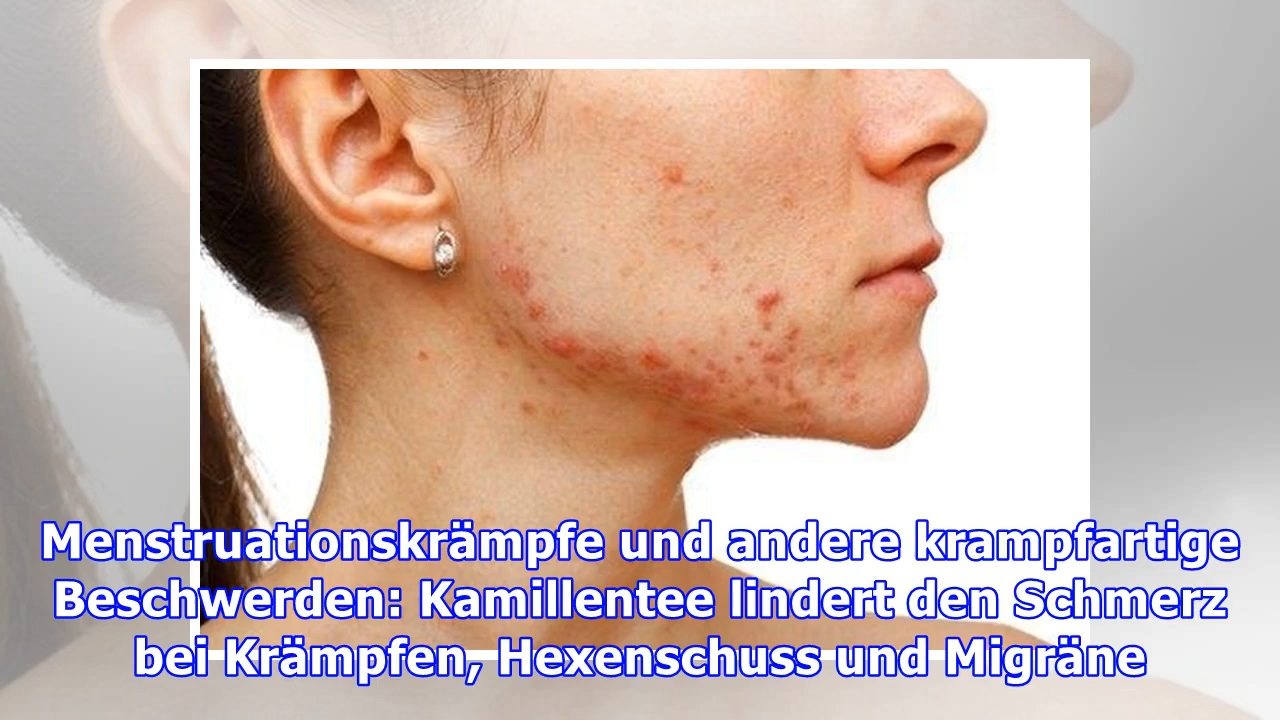 Menstruationskrämpfe und andere krampfartige
Beschwerden: Kamillentee lindert den Schmerz
bei Krämpfen, Hexenschuss und Migräne